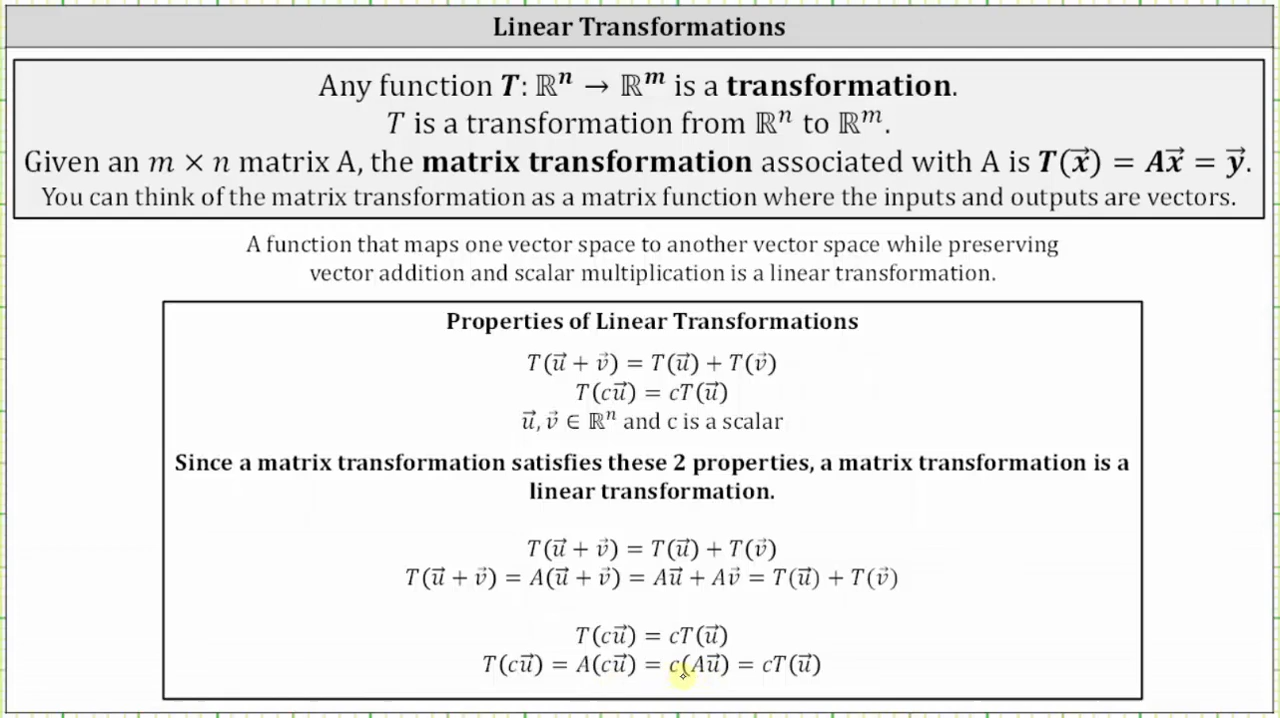 Linear Transformations
Any function T: ℝⁿ → ℝᵐ is a transformation.
T is a transformation from ℝⁿ to ℝᵐ.
Given an m × n matrix A, the matrix transformation associated with A is T(x⃗) = Ax⃗ = y⃗.
You can think of the matrix transformation as a matrix function where the inputs and outputs are vectors.
A function that maps one vector space to another vector space while preserving
vector addition and scalar multiplication is a linear transformation.
Properties of Linear Transformations
T(u⃗ + v⃗) = T(u⃗) + T(v⃗)
T(cu⃗) = cT(u⃗)
u⃗, v⃗ ∈ ℝⁿ and c is a scalar
Since a matrix transformation satisfies these 2 properties, a matrix transformation is a
linear transformation.
T(u⃗ + v⃗) = T(u⃗) + T(v⃗)
T(u⃗ + v⃗) = A(u⃗ + v⃗) = Au⃗ + Av⃗ = T(u⃗) + T(v⃗)
T(cu⃗) = cT(u⃗)
T(cu⃗) = A(cu⃗) = c(Au⃗) = cT(u⃗)